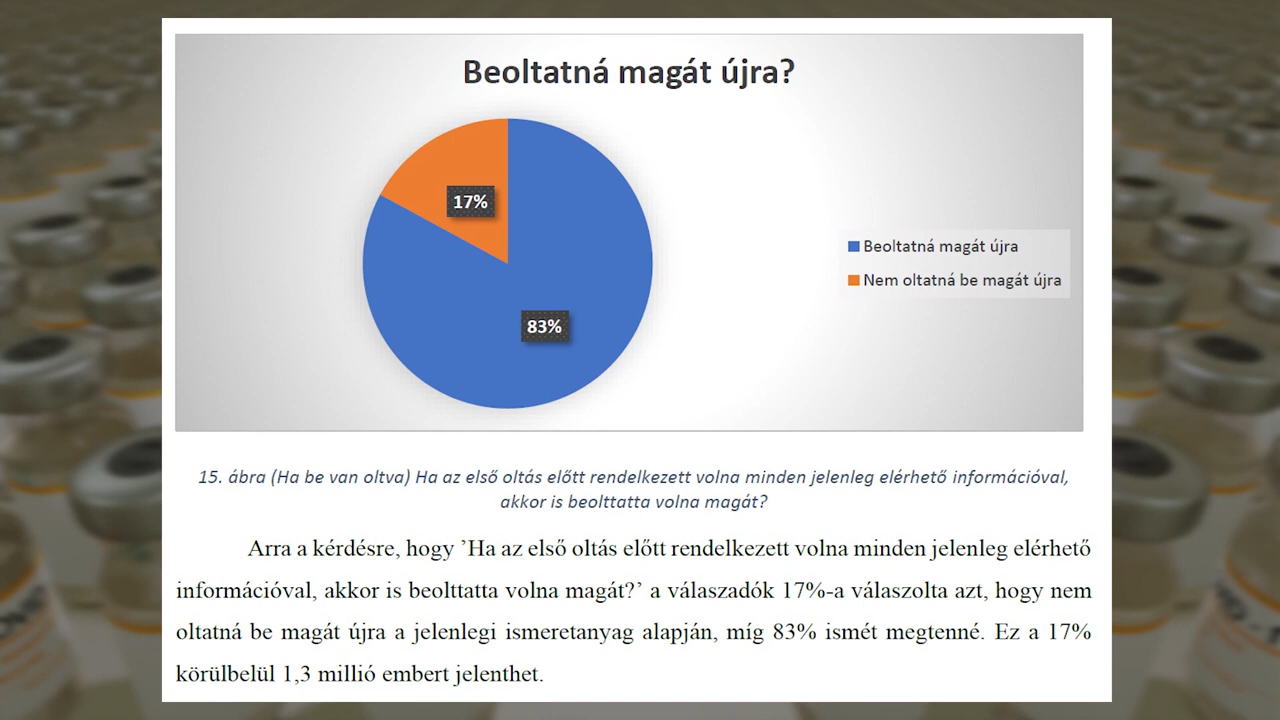 Beoltatná magát újra?
17%
83%
Beoltatná magát újra
Nem oltatná be magát újra
15. ábra (Ha be van oltva) Ha az első oltás előtt rendelkezett volna minden jelenleg elérhető információval,
akkor is beolttatta volna magát?
Arra a kérdésre, hogy ’Ha az első oltás előtt rendelkezett volna minden jelenleg elérhető
információval, akkor is beolttatta volna magát?’ a válaszadók 17%-a válaszolta azt, hogy nem
oltatná be magát újra a jelenlegi ismeretanyag alapján, míg 83% ismét megtenné. Ez a 17%
körülbelül 1,3 millió embert jelenthet.